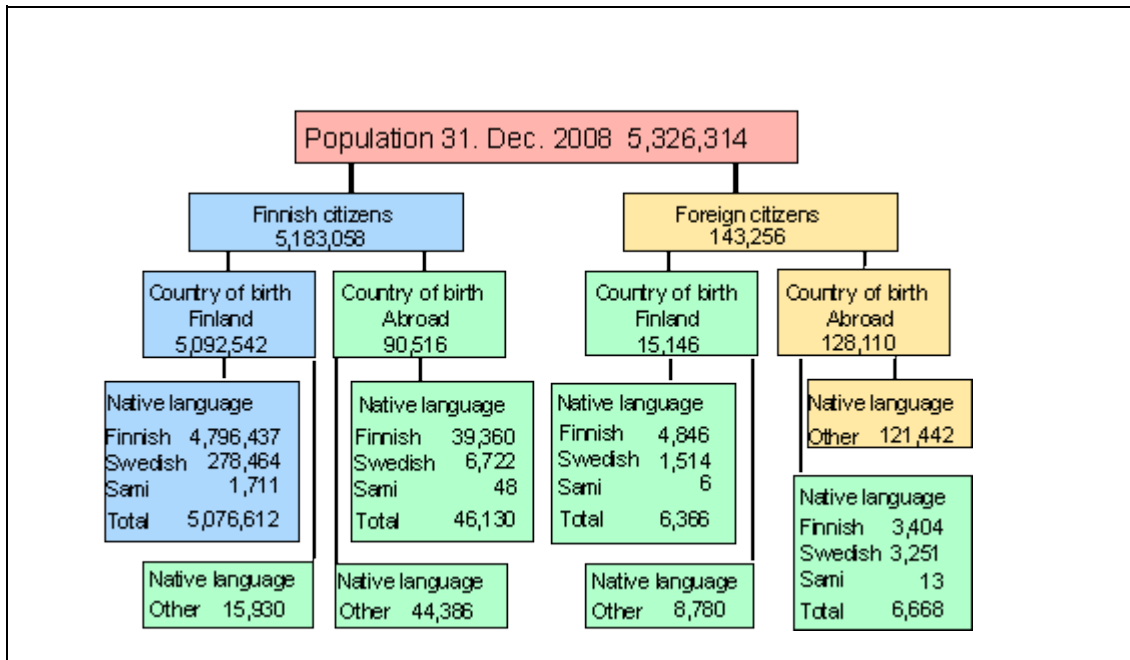 Population 31. Dec. 2008 5,326,314
Finnish citizens
5,183,058
Foreign citizens
143,256
Country of birth
Finland
5,092,542
Country of birth
Abroad
90,516
Country of birth
Finland
15,146
Country of birth
Abroad
128,110
Native language
Finnish 4,796,437
Swedish 278,464
Sami 1,711
Total 5,076,612
Native language
Finnish 39,360
Swedish 6,722
Sami 48
Total 46,130
Native language
Finnish 4,846
Swedish 1,514
Sami 6
Total 6,366
Native language
Other 121,442
Native language
Other 15,930
Native language
Other 44,386
Native language
Other 8,780
Native language
Finnish 3,404
Swedish 3,251
Sami 13
Total 6,668